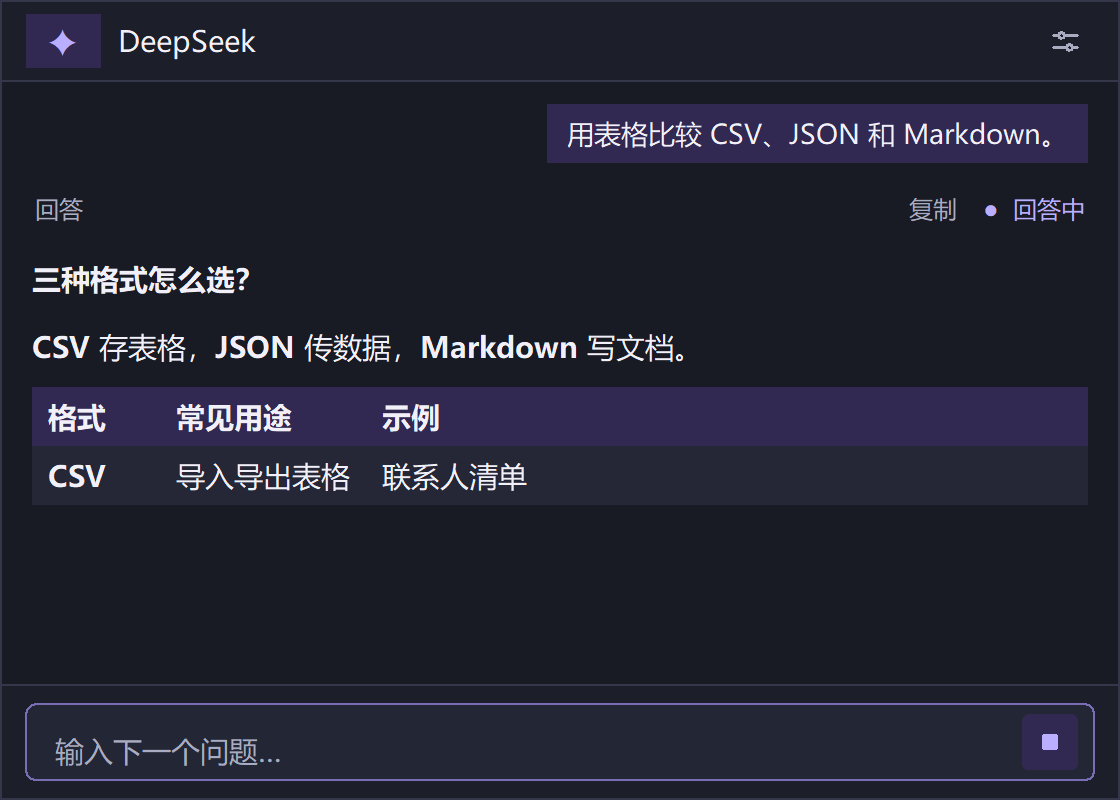 DeepSeek
用表格比较 CSV、JSON 和 Markdown。
回答 复制 • 回答中
三种格式怎么选?
CSV 存表格，JSON 传数据，Markdown 写文档。
格式 常见用途 示例
CSV 导入导出表格 联系人清单
输入下一个问题...